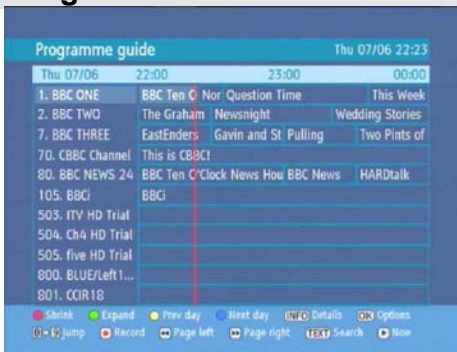 Programme guide Thu 07/06 22:23
Thu 07/06 22:00 23:00 00:00
1. BBC ONE BBC Ten O Nor Question Time This Week
2. BBC TWO The Graham Newsnight Wedding Stories
7. BBC THREE EastEnders Gavin and St Pulling Two Pints of
70. CBBC Channel This is CBBC!
80. BBC NEWS 24 BBC Ten O'Clock News Hou BBC News HARDtalk
105. BBCi BBCi
503. ITV HD Trial
504. Ch4 HD Trial
505. five HD Trial
800. BLUE/Left1...
801. CCIR18
Shrink Expand Prev day Next day INFO Details OK Options
0 - 9 Jump Record Page left Page right TEXT Search Now